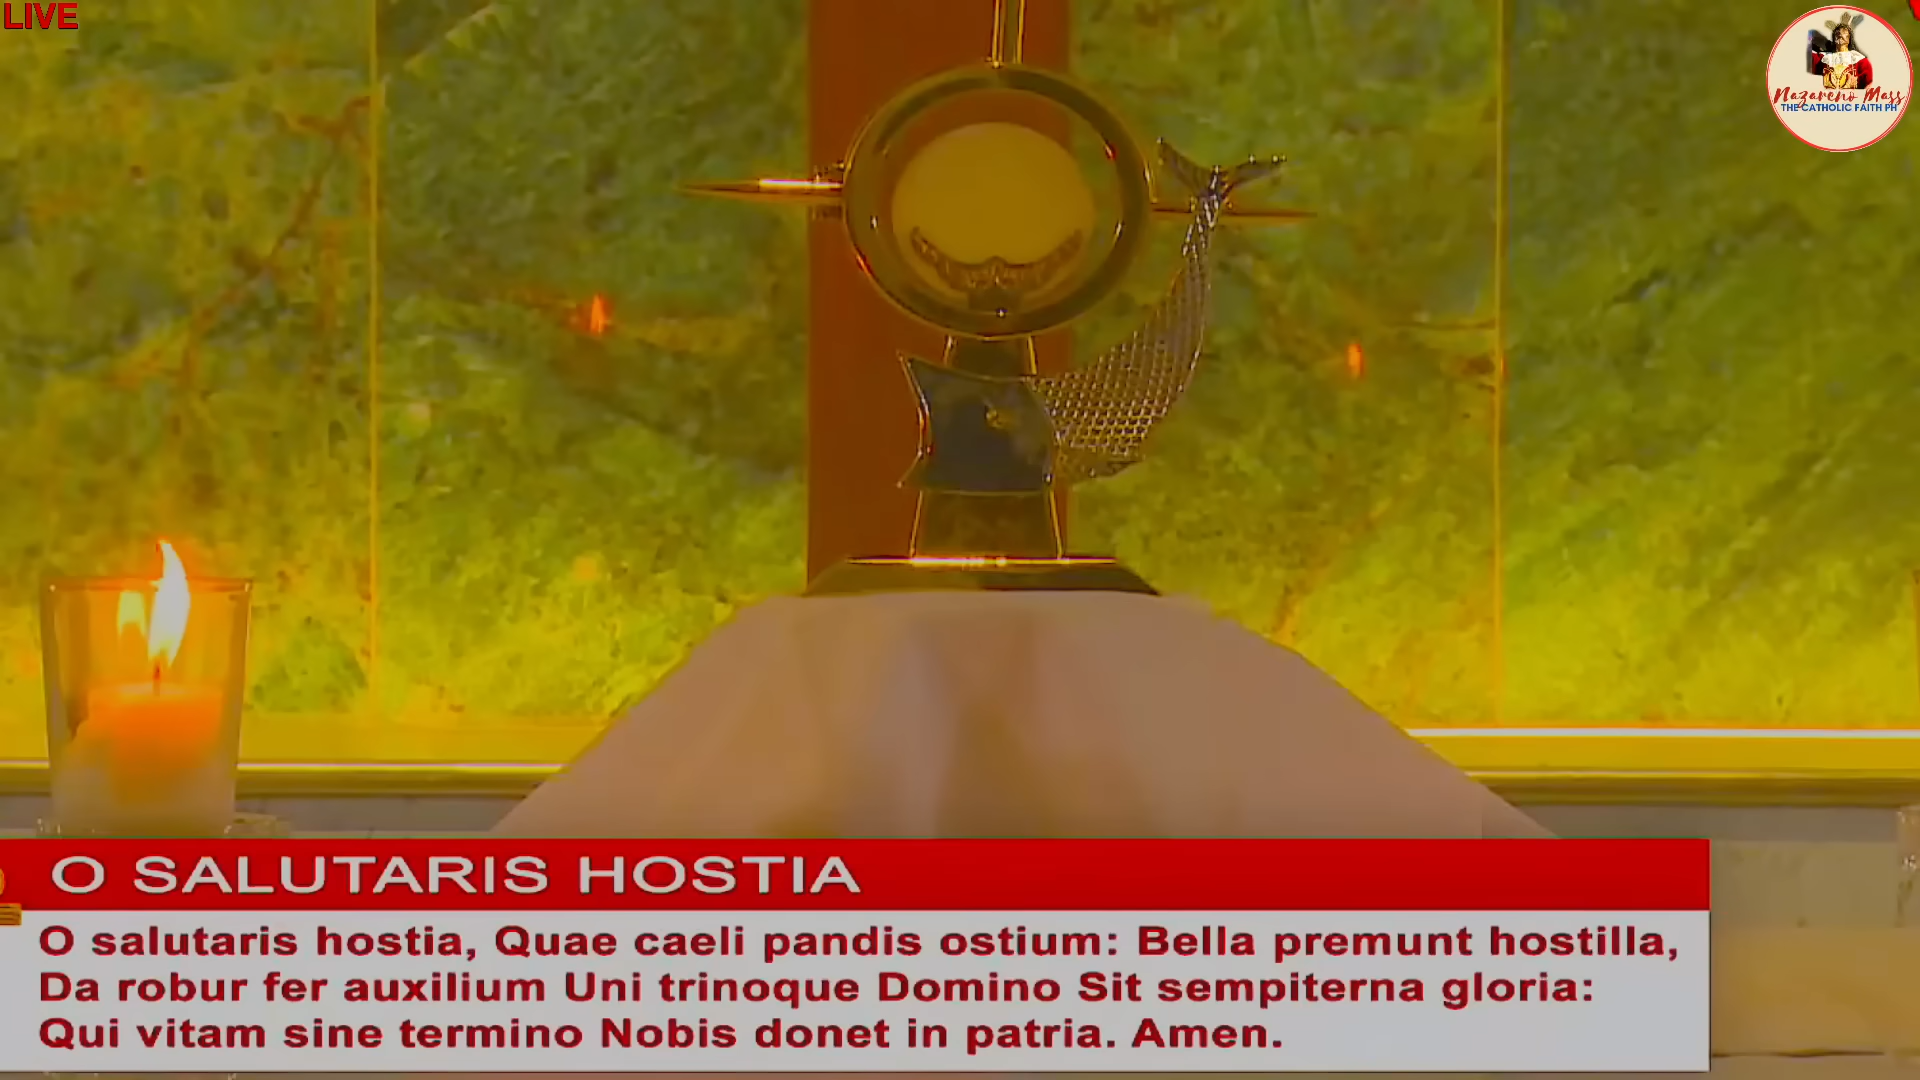 LIVE
Nazareno Mass
THE CATHOLIC FAITH PH
O SALUTARIS HOSTIA
O salutaris hostia, Quae caeli pandis ostium: Bella premunt hostilla,
Da robur fer auxilium Uni trinoque Domino Sit sempiterna gloria:
Qui vitam sine termino Nobis donet in patria. Amen.